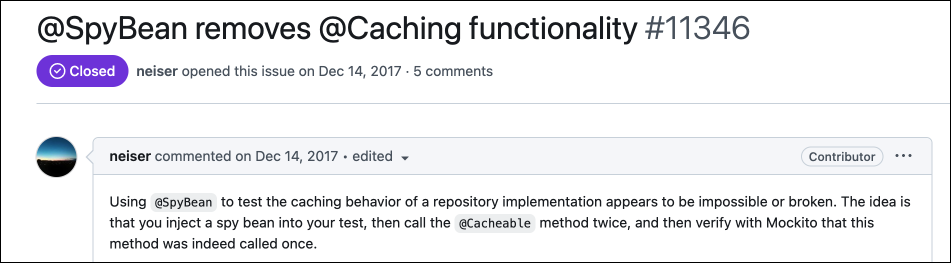 @SpyBean removes @Caching functionality #11346
Closed neiser opened this issue on Dec 14, 2017 · 5 comments
neiser commented on Dec 14, 2017 • edited Contributor
Using @SpyBean to test the caching behavior of a repository implementation appears to be impossible or broken. The idea is
that you inject a spy bean into your test, then call the @Cacheable method twice, and then verify with Mockito that this
method was indeed called once.